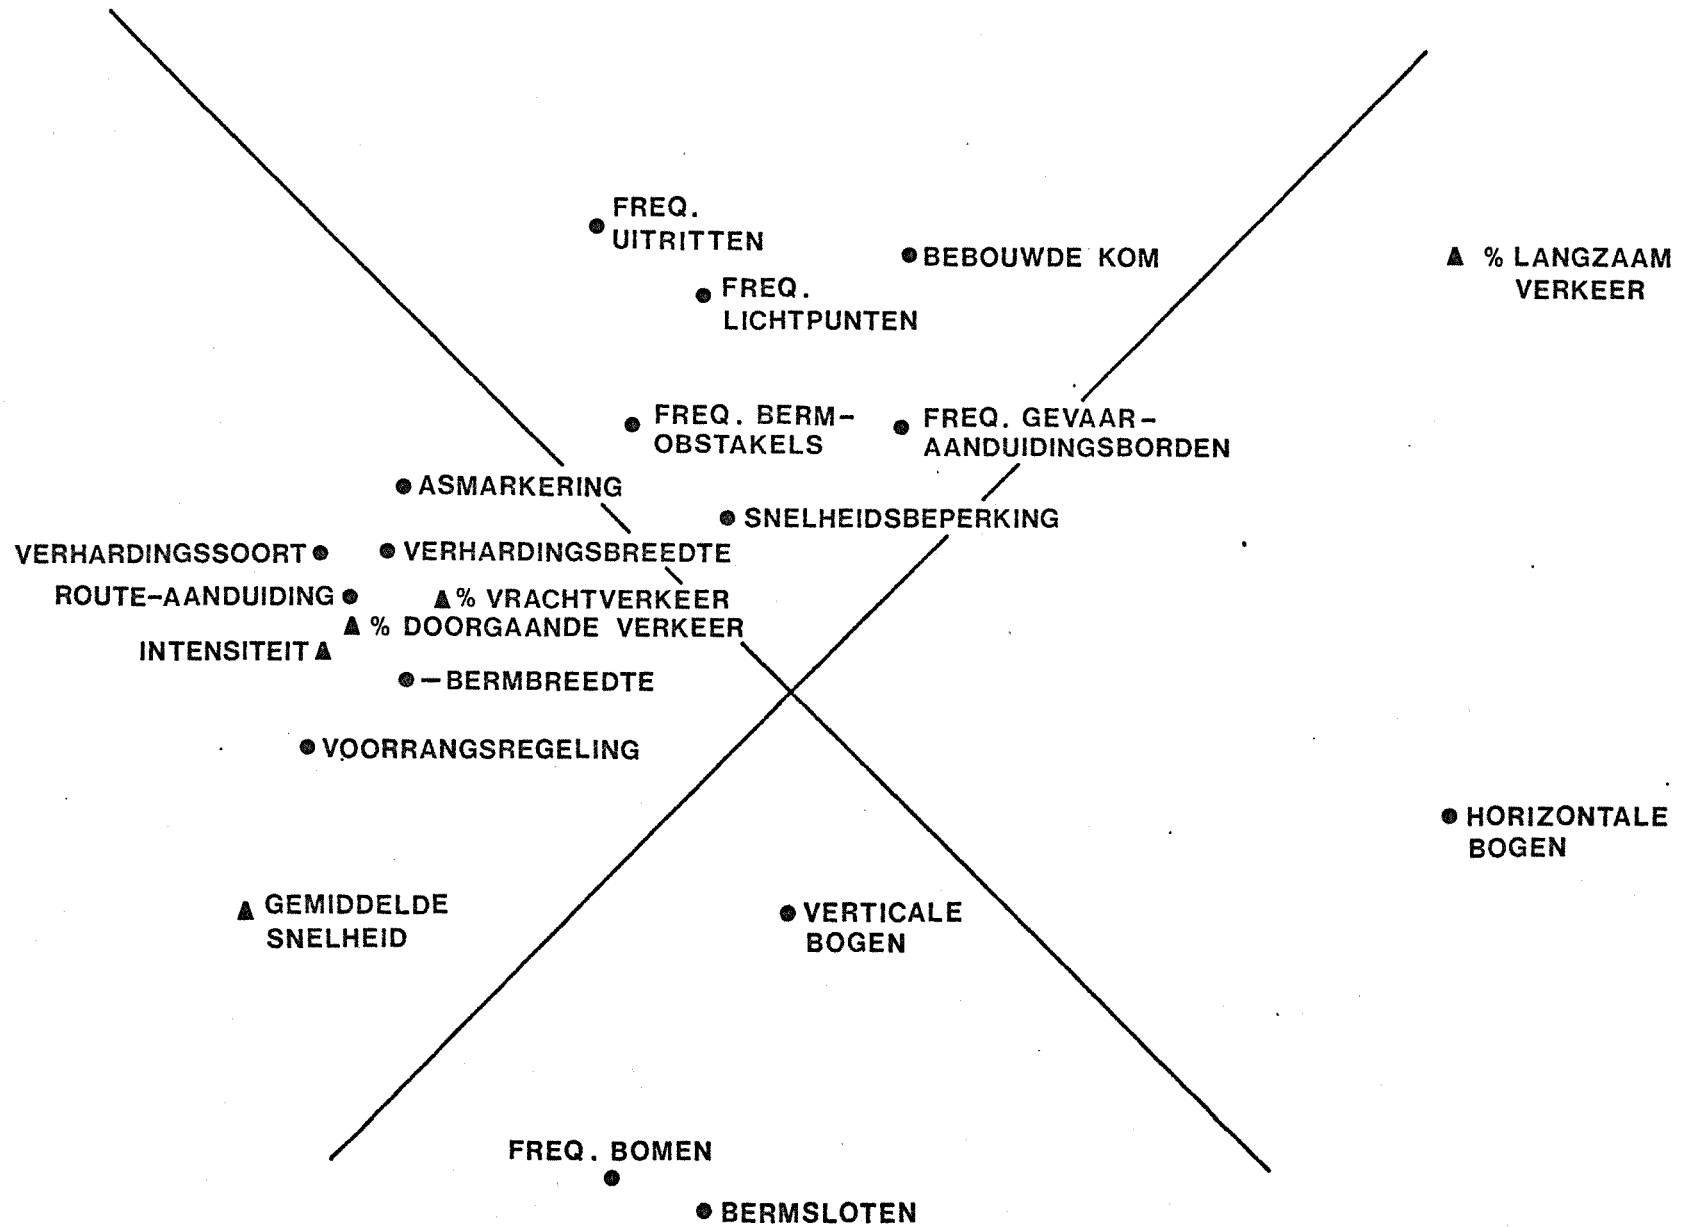 FREQ.
UITRITTEN
BEBOUWDE KOM
% LANGZAAM
VERKEER
FREQ.
LICHTPUNTEN
FREQ. BERM-
OBSTAKELS
FREQ. GEVAAR-
AANDUIDINGSBORDEN
ASMARKERING
SNELHEIDSBEPERKING
VERHARDINGSSOORT
VERHARDINGSBREEDTE
ROUTE-AANDUIDING
% VRACHTVERKEER
% DOORGAANDE VERKEER
INTENSITEIT
-BERMBREEDTE
VOORRANGSREGELING
HORIZONTALE
BOGEN
GEMIDDELDE
SNELHEID
VERTICALE
BOGEN
FREQ. BOMEN
BERMSLOTEN